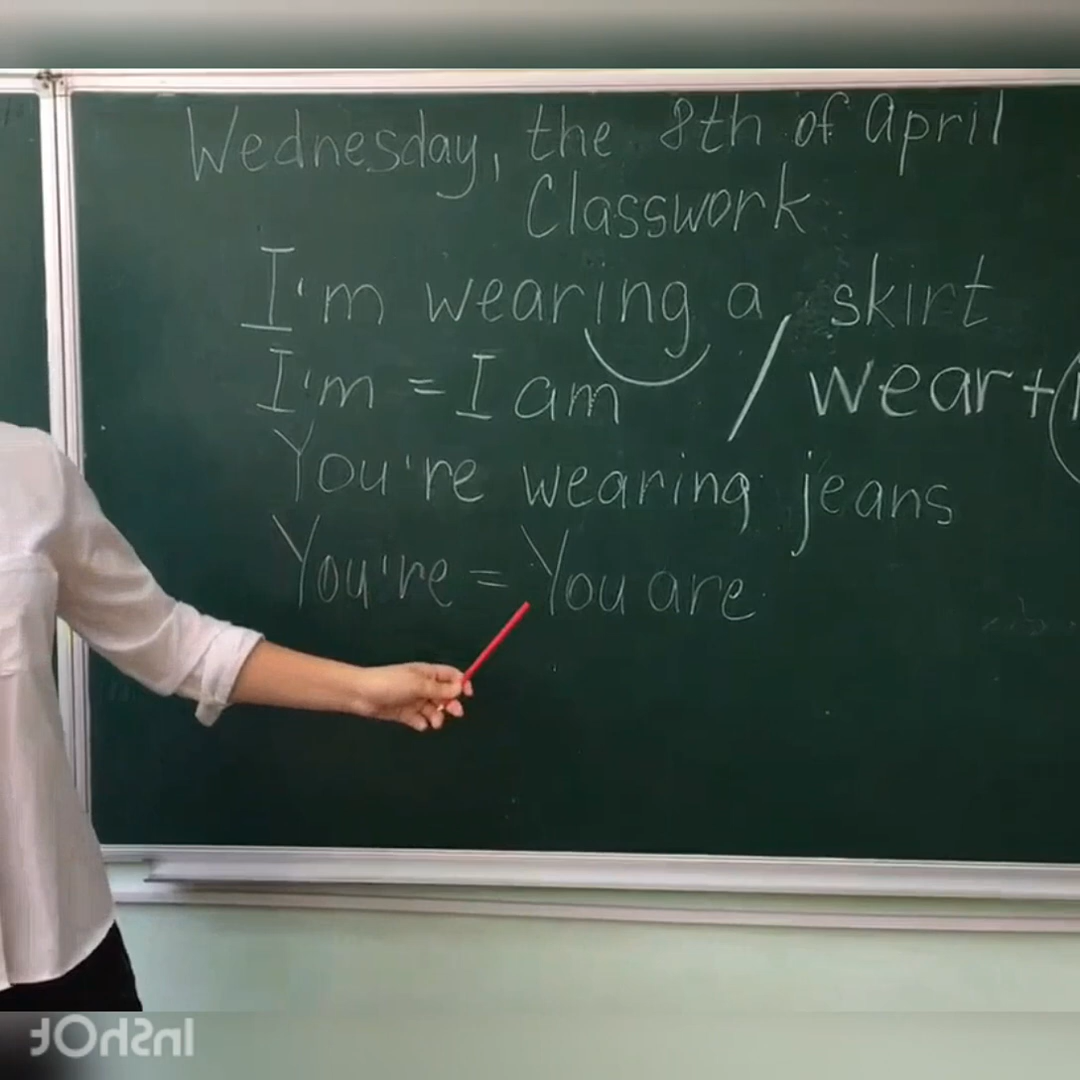 Wednesday, the 8th of April
Classwork
I'm wearing a skirt
I'm = I am / wear +
You're wearing jeans
You're = You are
InShOt